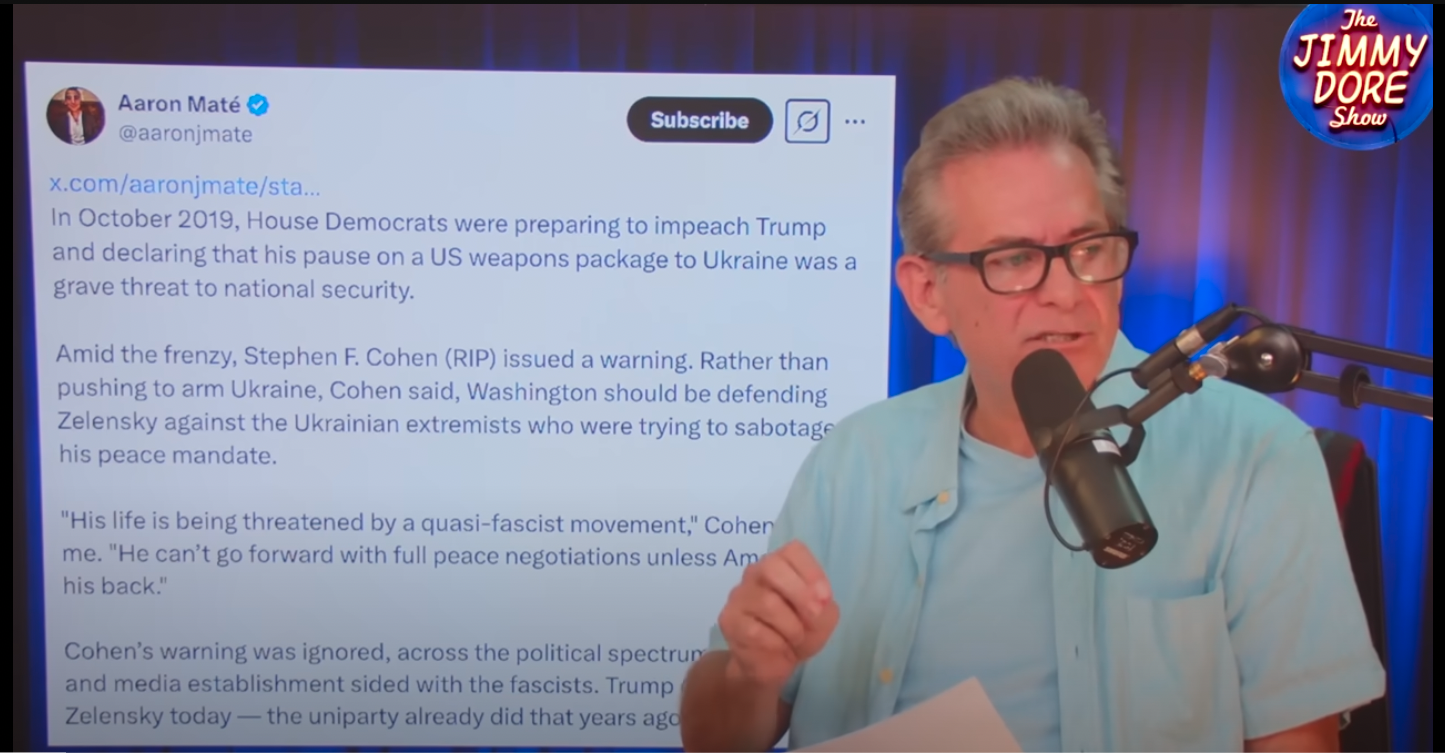 The
JIMMY
DORE
Show
Aaron Maté
@aaronjmate
Subscribe
x.com/aaronjmate/sta...
In October 2019, House Democrats were preparing to impeach Trump
and declaring that his pause on a US weapons package to Ukraine was a
grave threat to national security.
Amid the frenzy, Stephen F. Cohen (RIP) issued a warning. Rather than
pushing to arm Ukraine, Cohen said, Washington should be defending
Zelensky against the Ukrainian extremists who were trying to sabotage
his peace mandate.
"His life is being threatened by a quasi-fascist movement," Cohen
me. "He can't go forward with full peace negotiations unless
his back."
Cohen's warning was ignored, across the political spectrum
and media establishment sided with the fascists. Trump
Zelensky today — the uniparty already did that years ago